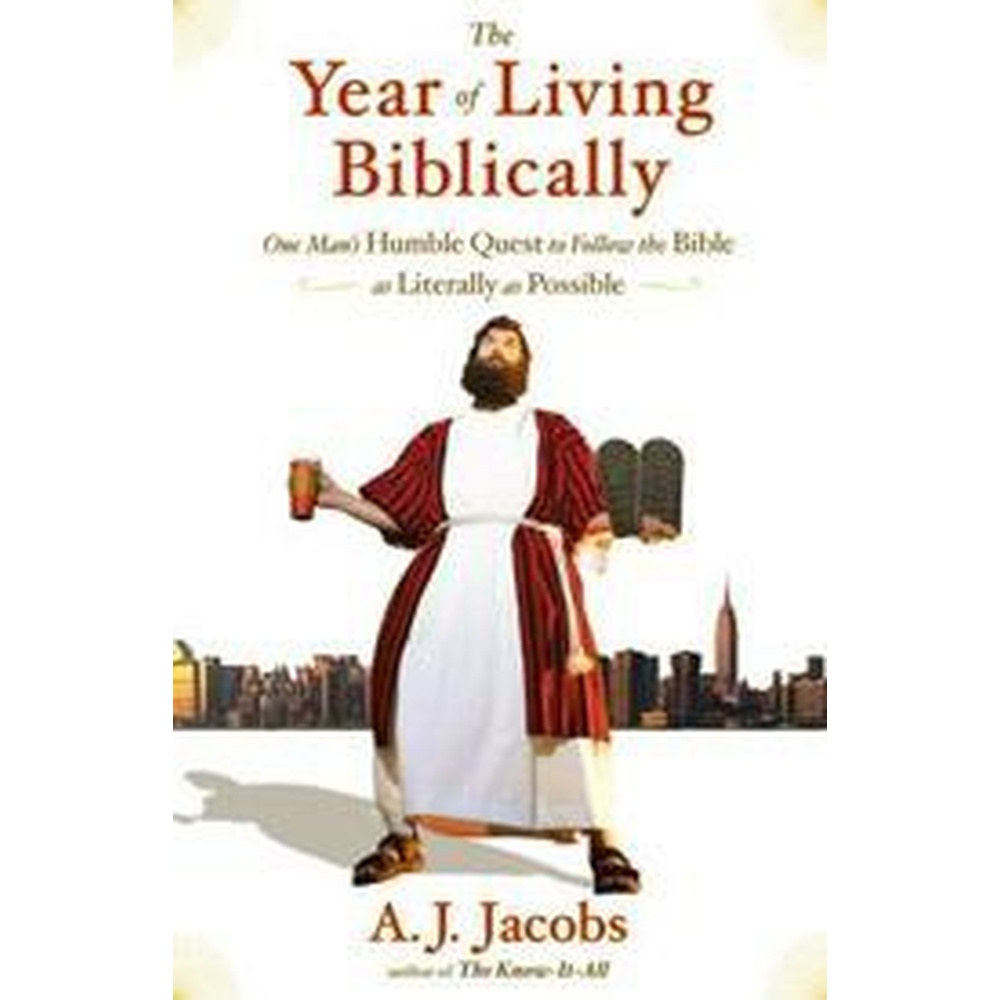 The
Year of Living
Biblically
One Man's Humble Quest to Follow the Bible
as Literally as Possible
A. J. Jacobs
author of The Know-It-All